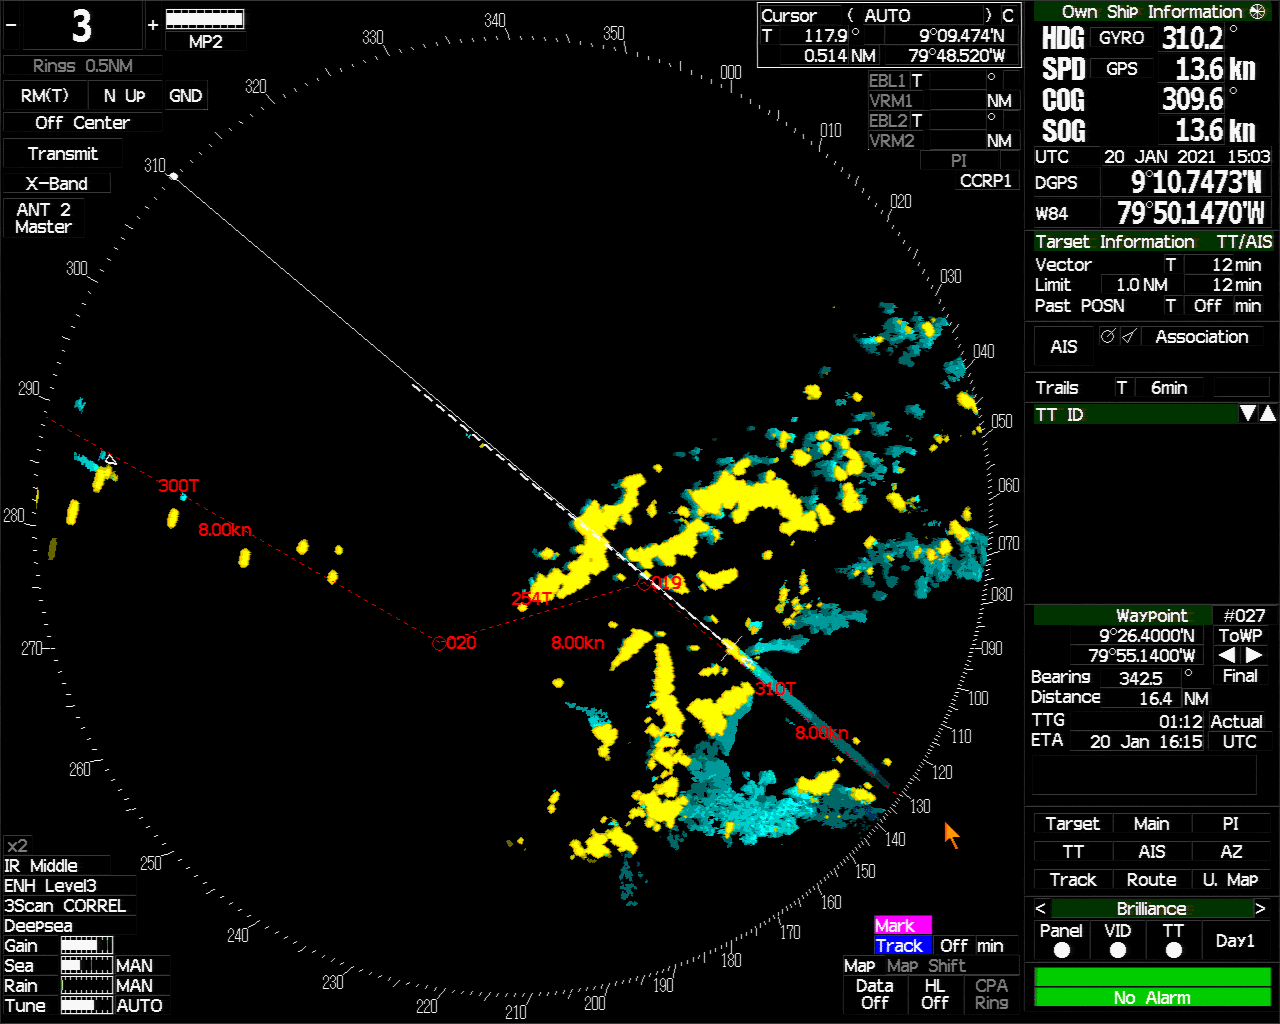 −
3
+
MP2
Rings 0.5NM
RM(T) N Up GND
Off Center
Transmit
X-Band
ANT 2
Master
Cursor ( AUTO ) C
T 117.9° 9°09.474'N
0.514 NM 79°48.520'W
EBL1 T °
VRM1 NM
EBL2 T °
VRM2 NM
PI
CCRP1
Own Ship Information
HDG GYRO 310.2°
SPD GPS 13.6 kn
COG 309.6°
SOG 13.6 kn
UTC 20 JAN 2021 15:03
DGPS 9°10.7473'N
W84 79°50.1470'W
Target Information TT/AIS
Vector T 12 min
Limit 1.0 NM 12 min
Past POSN T Off min
AIS Association
Trails T 6min
TT ID
Waypoint #027
9°26.4000'N ToWP
79°55.1400'W
Bearing 342.5° Final
Distance 16.4 NM
TTG 01:12 Actual
ETA 20 Jan 16:15 UTC
Target Main PI
TT AIS AZ
Track Route U. Map
< Brilliance >
Panel VID TT Day1
No Alarm
340
350
330
000
320
010
310
020
300
030
290
040
050
280
060
070
270
080
090
100
260
110
120
250
130
140
150
240
160
230
170
220
180
210
200
190
300T
8.00kn
254T
019
020
8.00kn
310T
8.00kn
x2
IR Middle
ENH Level3
3Scan CORREL
Deepsea
Gain
Sea MAN
Rain MAN
Tune AUTO
Mark
Track Off min
Map Map Shift
Data HL CPA
Off Off Ring